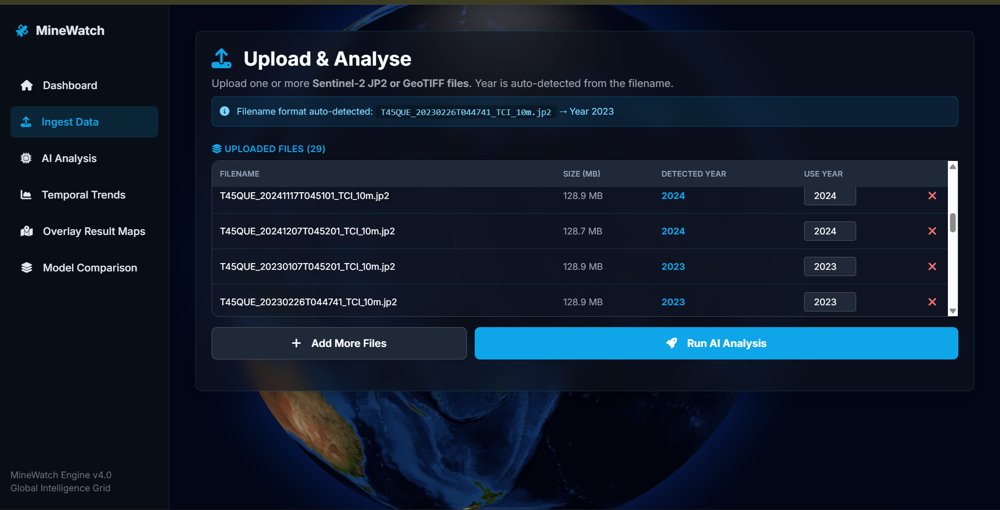 MineWatch
Dashboard
Ingest Data
AI Analysis
Temporal Trends
Overlay Result Maps
Model Comparison
MineWatch Engine v4.0
Global Intelligence Grid
Upload & Analyse
Upload one or more Sentinel-2 JP2 or GeoTIFF files. Year is auto-detected from the filename.
Filename format auto-detected: T45QUE_20230226T044741_TCI_10m.jp2 → Year 2023
UPLOADED FILES (29)
FILENAME SIZE (MB) DETECTED YEAR USE YEAR
T45QUE_20241117T045101_TCI_10m.jp2 128.9 MB 2024 2024
T45QUE_20241207T045201_TCI_10m.jp2 128.7 MB 2024 2024
T45QUE_20230107T045201_TCI_10m.jp2 128.9 MB 2023 2023
T45QUE_20230226T044741_TCI_10m.jp2 128.9 MB 2023 2023
Add More Files
Run AI Analysis